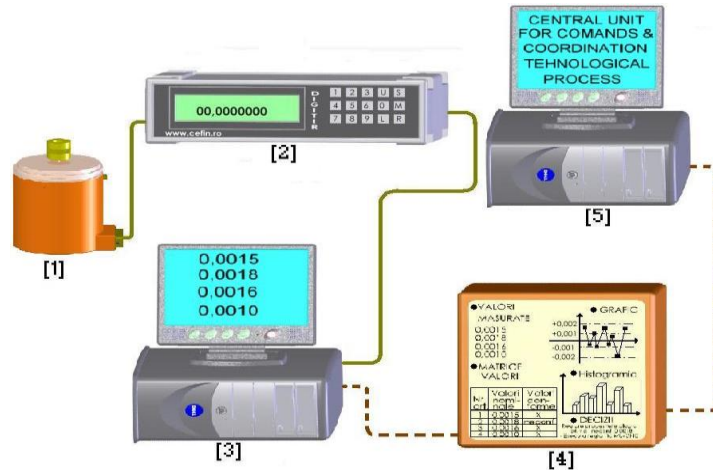 CENTRAL UNIT
FOR COMANDS &
COORDINATION
TEHNOLOGICAL
PROCESS
00,0000000
DIGITIR
1 2 3 U S
4 5 6 0 M
7 8 9 L R
www.cefin.ro
[2]
[5]
[1]
0,0015
0,0018
0,0016
0,0010
[3]
VALORI
MASURATE
0,0015
0,0018
0,0016
0,0010
MATRICE
VALORI
Nr
crt.
Valori
nomi-
nale
Valori
con-
forme
1 0,0015 X
2 0,0018 neconf.
3 0,0016 X
GRAFIC
+0,002
+0,001
-0,001
-0,002
Histograma
DECIZII
[4]